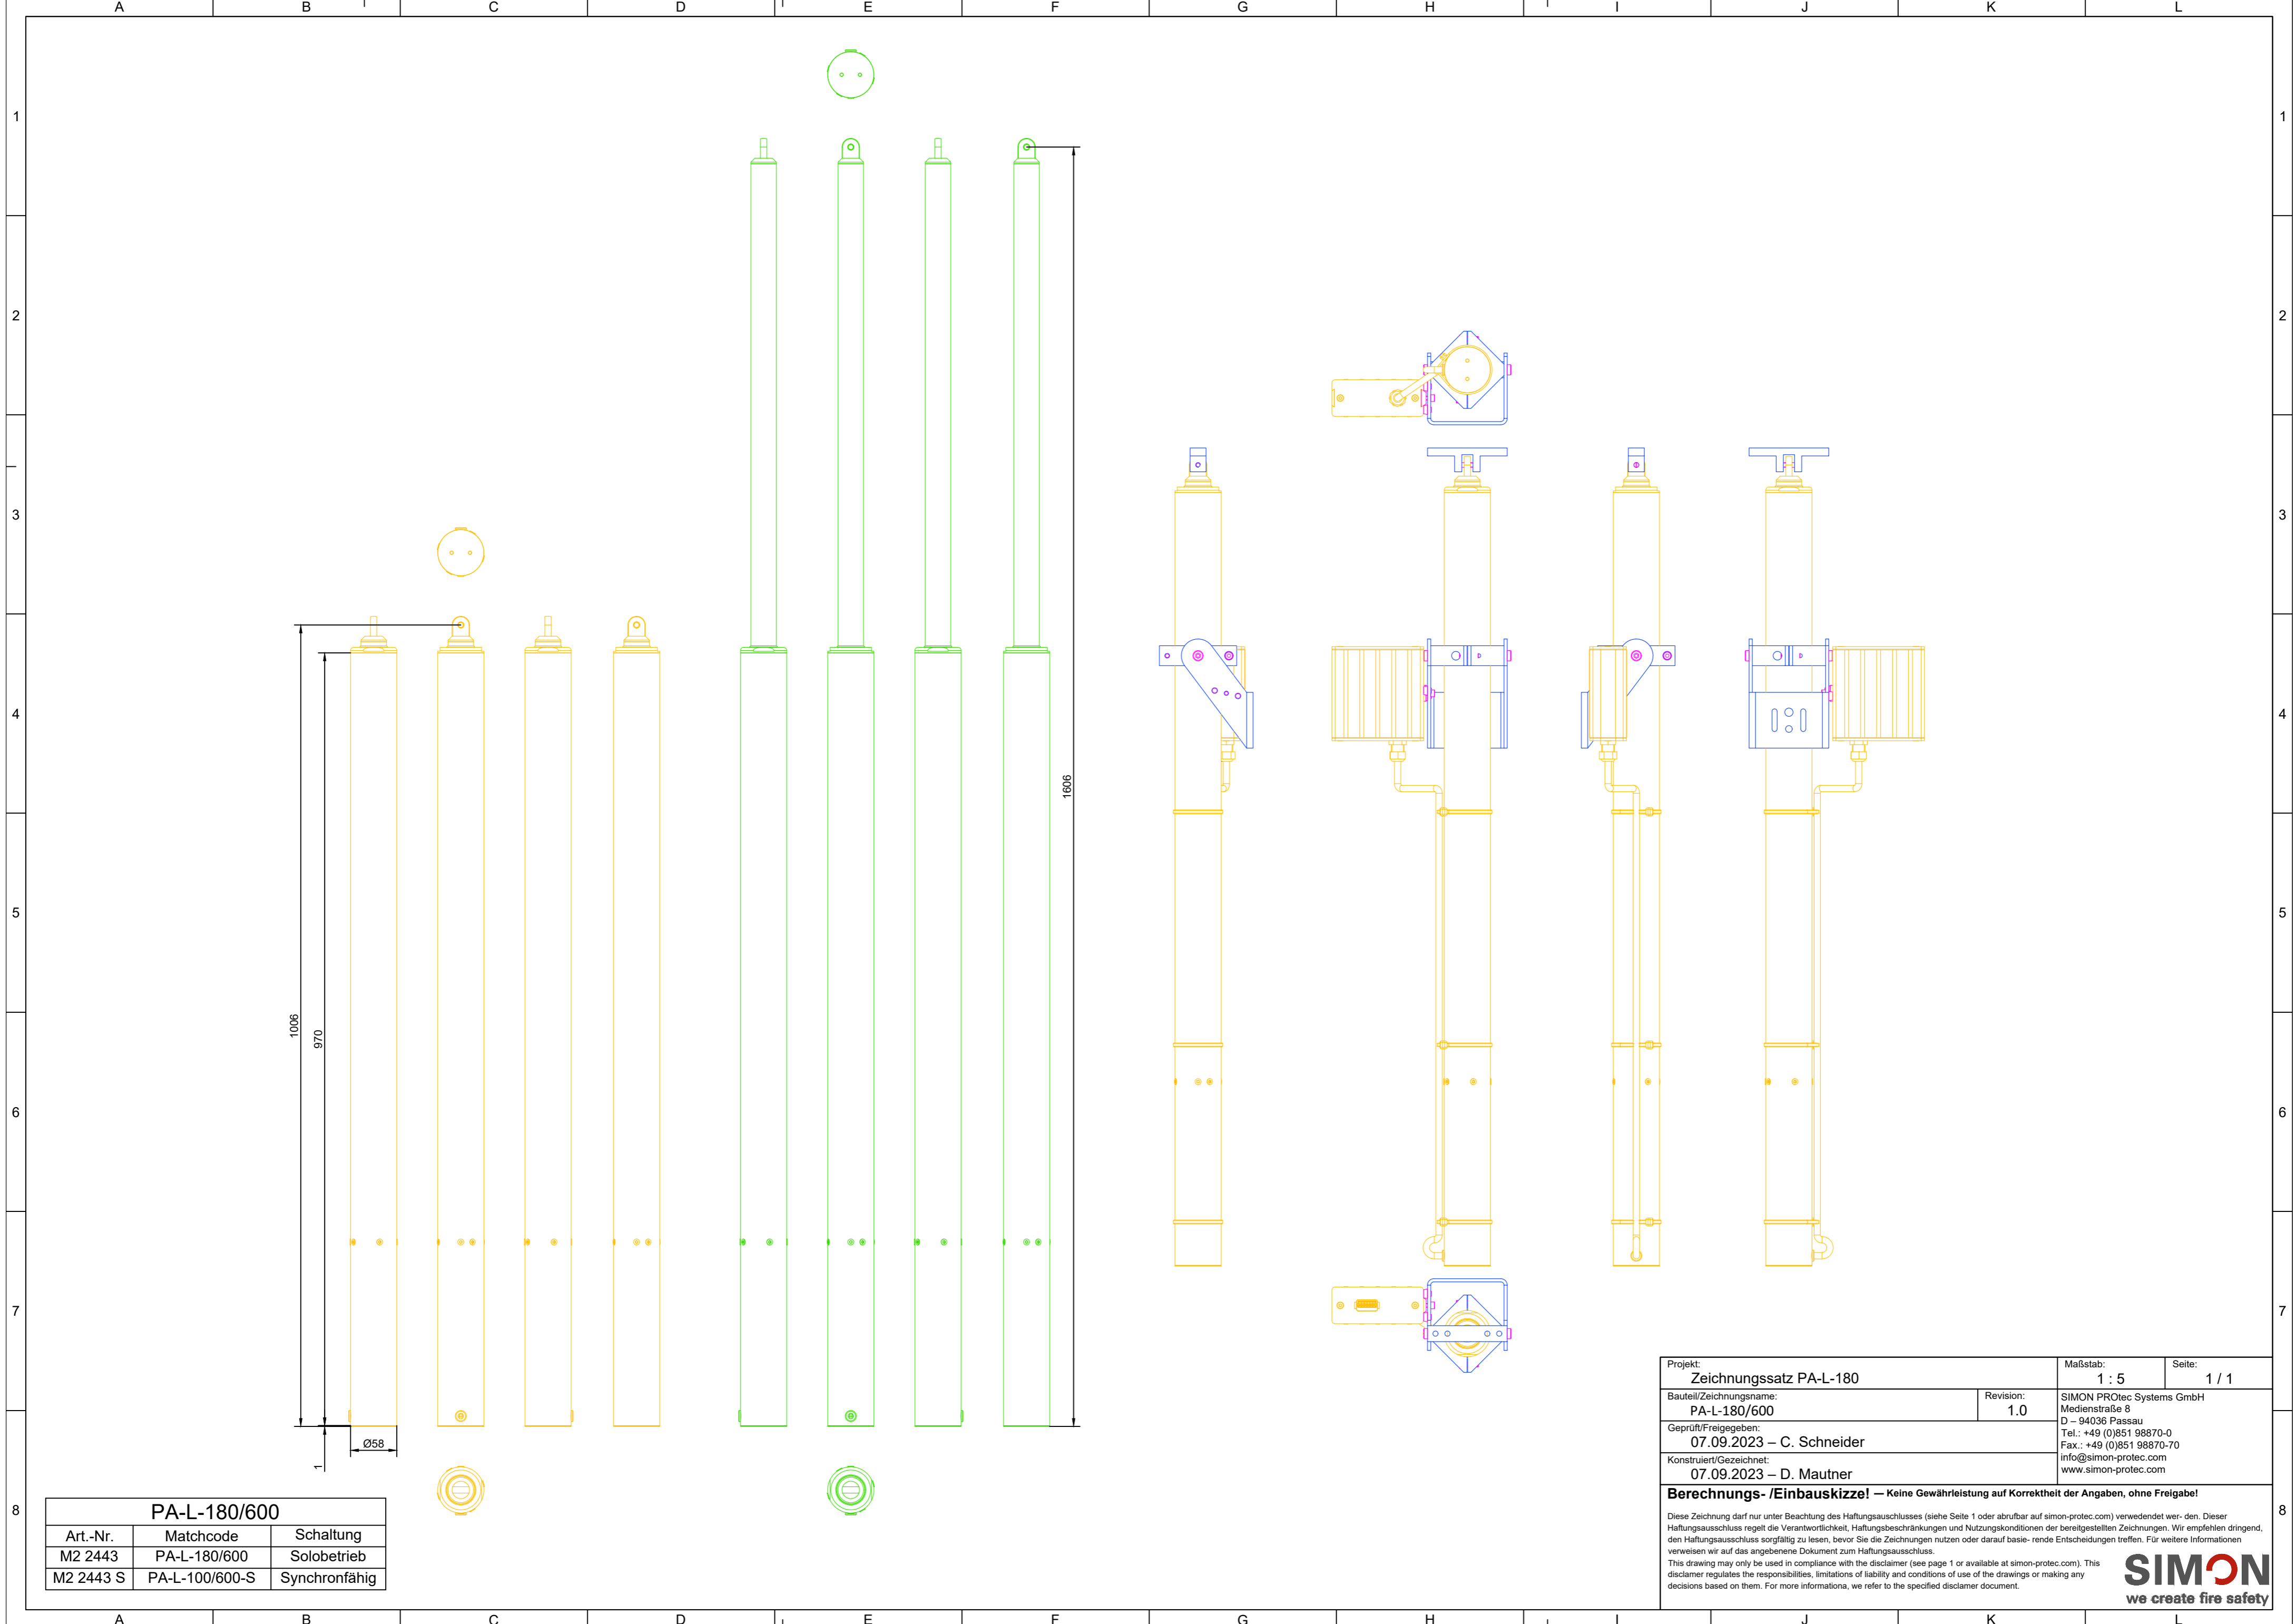 A B C D E F G H I J K L
1 1
2 2
3 3
4 4
5 5
6 6
7 7
8 8
1606
1006
970
Ø58
1
PA-L-180/600
Art.-Nr. Matchcode Schaltung
M2 2443 PA-L-180/600 Solobetrieb
M2 2443 S PA-L-100/600-S Synchronfähig
Projekt:
Zeichnungssatz PA-L-180
Maßstab:
1 : 5
Seite:
1 / 1
Bauteil/Zeichnungsname:
PA-L-180/600
Revision:
1.0
Geprüft/Freigegeben:
07.09.2023 – C. Schneider
Konstruiert/Gezeichnet:
07.09.2023 – D. Mautner
SIMON PROtec Systems GmbH
Medienstraße 8
D – 94036 Passau
Tel.: +49 (0)851 98870-0
Fax.: +49 (0)851 98870-70
info@simon-protec.com
www.simon-protec.com
Berechnungs- /Einbauskizze! — Keine Gewährleistung auf Korrektheit der Angaben, ohne Freigabe!
Diese Zeichnung darf nur unter Beachtung des Haftungsauschlusses (siehe Seite 1 oder abrufbar auf simon-protec.com) verwedendet wer- den. Dieser
Haftungsausschluss regelt die Verantwortlichkeit, Haftungsbeschränkungen und Nutzungskonditionen der bereitgestellten Zeichnungen. Wir empfehlen dringend,
den Haftungsausschluss sorgfältig zu lesen, bevor Sie die Zeichnungen nutzen oder darauf basie- rende Entscheidungen treffen. Für weitere Informationen
verweisen wir auf das angebenene Dokument zum Haftungsausschluss.
This drawing may only be used in compliance with the disclaimer (see page 1 or available at simon-protec.com). This
disclamer regulates the responsibilities, limitations of liability and conditions of use of the drawings or making any
decisions based on them. For more informationa, we refer to the specified disclamer document.
SIMON
we create fire safety
A B C D E F G H I J K L